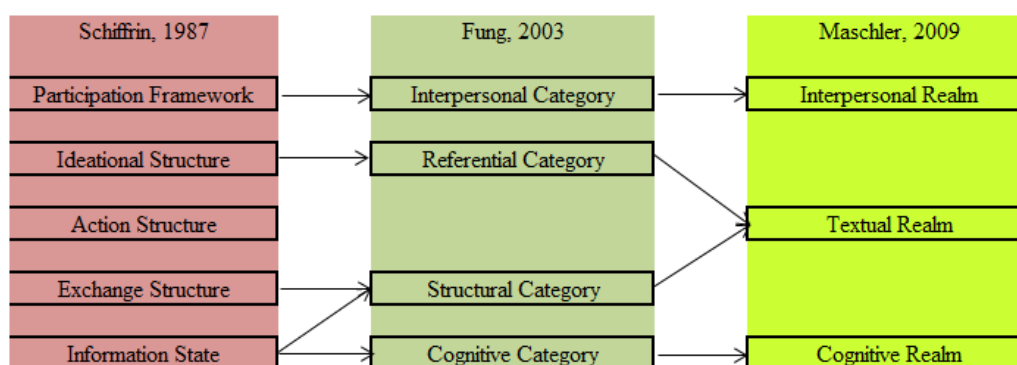 Schiffrin, 1987
Fung, 2003
Maschler, 2009
Participation Framework
Interpersonal Category
Interpersonal Realm
Ideational Structure
Referential Category
Action Structure
Textual Realm
Exchange Structure
Structural Category
Information State
Cognitive Category
Cognitive Realm